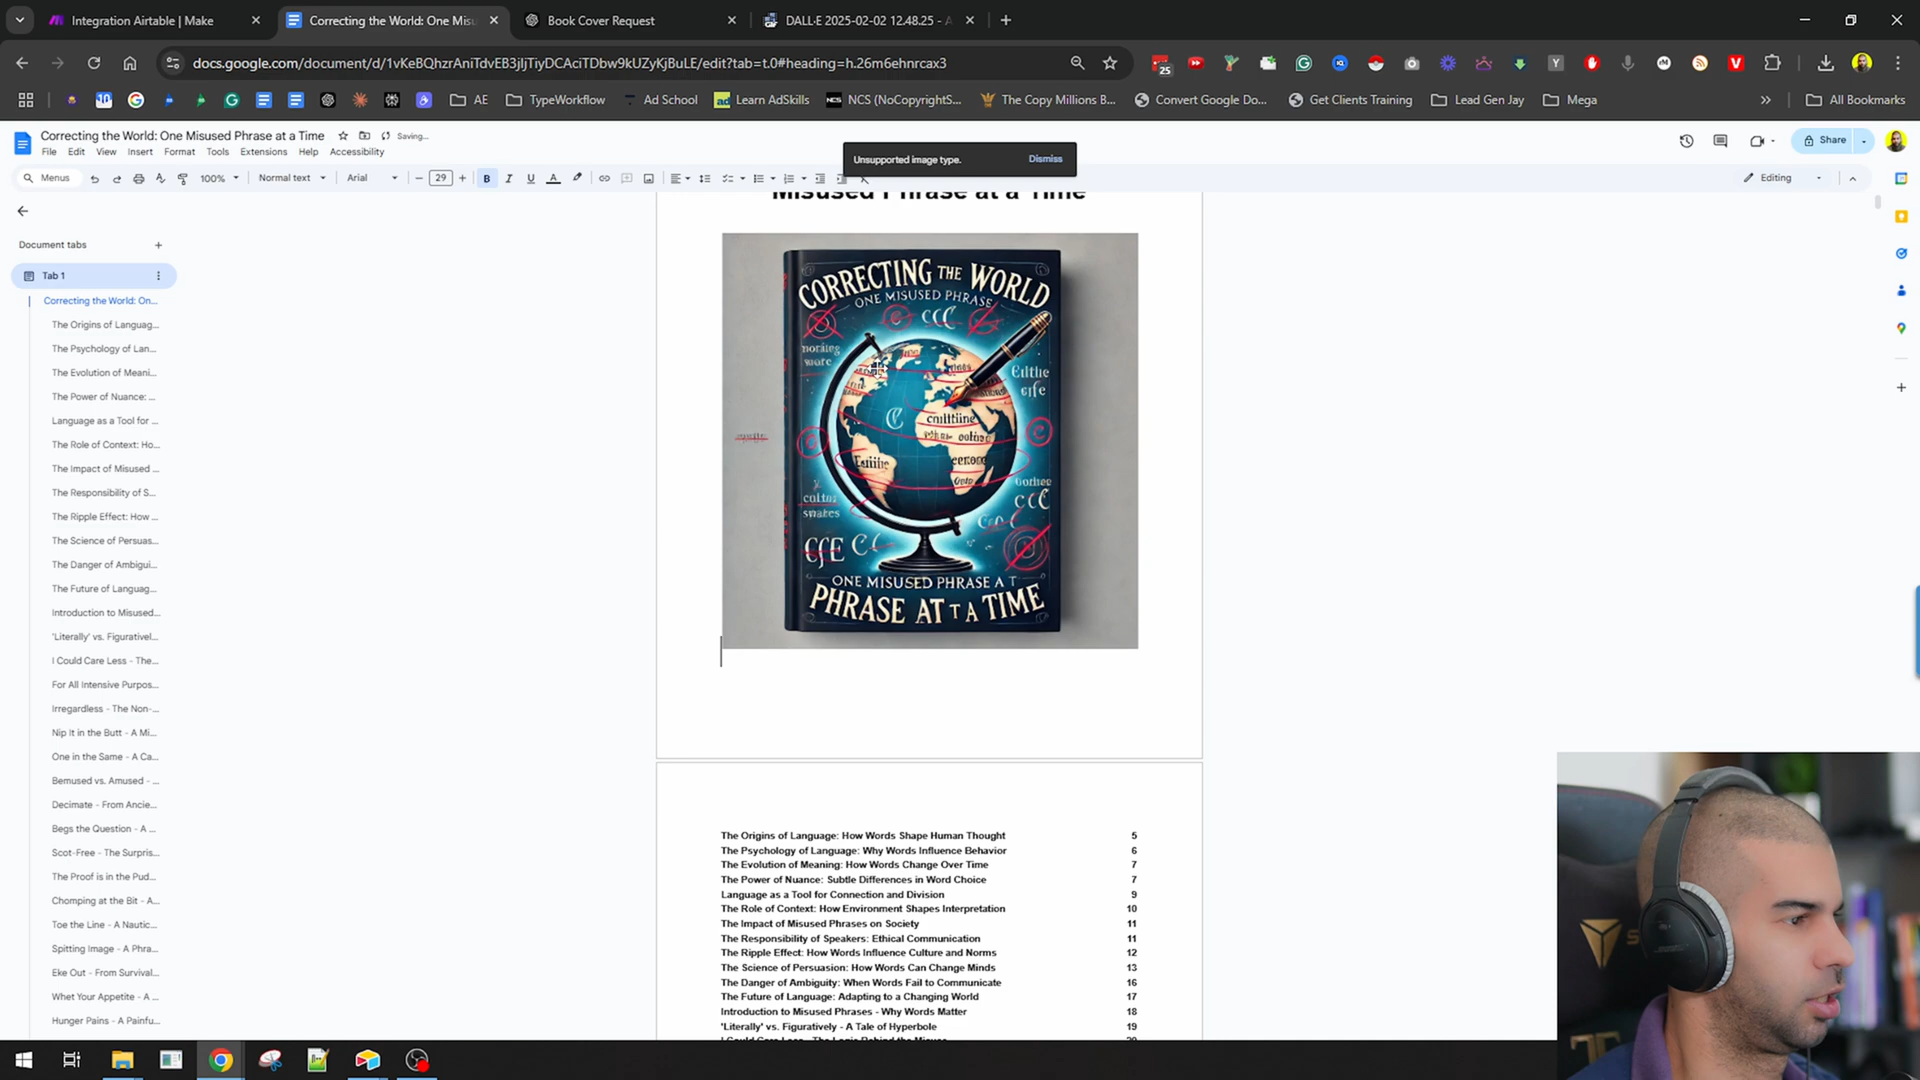 Integration Airtable | Make
Correcting the World: One Misu
Book Cover Request
DALL·E 2025-02-02 12.48.25 - A
docs.google.com/document/d/1vKeBQhzrAniTdvEB3jIjTiyDCAciTDbw9kUZyKjBuLE/edit?tab=t.0#heading=h.26m6ehnrcax3
25
AE
TypeWorkflow
Ad School
Learn AdSkills
NCS (NoCopyrightS...
The Copy Millions B...
Convert Google Do...
Get Clients Training
Lead Gen Jay
Mega
All Bookmarks
Correcting the World: One Misused Phrase at a Time
Saving...
File Edit View Insert Format Tools Extensions Help Accessibility
Unsupported image type.
Dismiss
Share
Menus
100%
Normal text
Arial
29
Editing
Misused Phrase at a Time
Document tabs
Tab 1
Correcting the World: On...
The Origins of Languag...
The Psychology of Lan...
The Evolution of Meani...
The Power of Nuance: ...
Language as a Tool for ...
The Role of Context: Ho...
The Impact of Misused ...
The Responsibility of S...
The Ripple Effect: How ...
The Science of Persuas...
The Danger of Ambigui...
The Future of Languag...
Introduction to Misused...
'Literally' vs. Figurativel...
I Could Care Less - The...
For All Intensive Purpos...
Irregardless - The Non-...
Nip It in the Butt - A Mi...
One in the Same - A Ca...
Bemused vs. Amused - ...
Decimate - From Ancie...
Begs the Question - A ...
Scot-Free - The Surpris...
The Proof is in the Pud...
Chomping at the Bit - A...
Toe the Line - A Nautic...
Spitting Image - A Phra...
Eke Out - From Survival...
Whet Your Appetite - A ...
Hunger Pains - A Painfu...
CORRECTING THE WORLD
ONE MISUSED PHRASE
ONE MISUSED PHRASE A T
PHRASE AT T A TIME
The Origins of Language: How Words Shape Human Thought 5
The Psychology of Language: Why Words Influence Behavior 6
The Evolution of Meaning: How Words Change Over Time 7
The Power of Nuance: Subtle Differences in Word Choice 7
Language as a Tool for Connection and Division 9
The Role of Context: How Environment Shapes Interpretation 10
The Impact of Misused Phrases on Society 11
The Responsibility of Speakers: Ethical Communication 11
The Ripple Effect: How Words Influence Culture and Norms 12
The Science of Persuasion: How Words Can Change Minds 13
The Danger of Ambiguity: When Words Fail to Communicate 16
The Future of Language: Adapting to a Changing World 17
Introduction to Misused Phrases - Why Words Matter 18
'Literally' vs. Figuratively - A Tale of Hyperbole 19